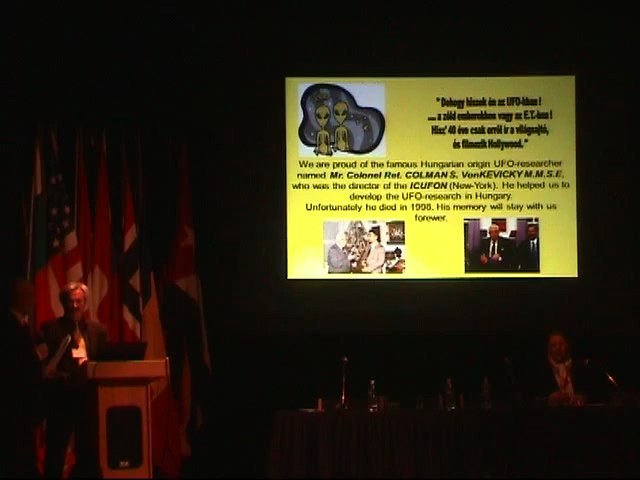 " Dehogy hiszek én az UFO-kban !
.... a zöld emberekben vagy az E.T.-ben !
Hisz' 40 éve csak erről ír a világsajtó,
és filmezik Hollywood. "
We are proud of the famous Hungarian origin UFO-researcher
named Mr. Colonel Ret. COLMAN S. VonKEVICKY M.M.S.E,
who was the director of the ICUFON (New-York). He helped us to
develop the UFO-research in Hungary.
Unfortunately he died in 1998. His memory will stay with us
forewer.